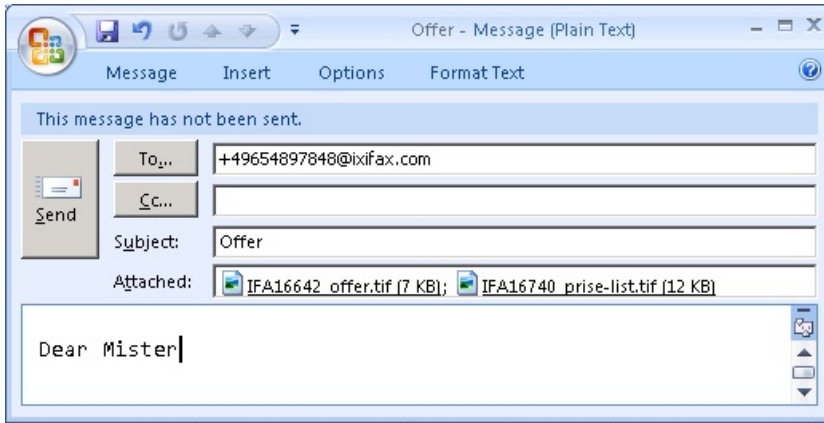 Offer - Message (Plain Text)
Message Insert Options Format Text
This message has not been sent.
To... +49654897848@ixifax.com
Cc...
Send
Subject: Offer
Attached: IFA16642_offer.tif (7 KB); IFA16740_prise-list.tif (12 KB)
Dear Mister